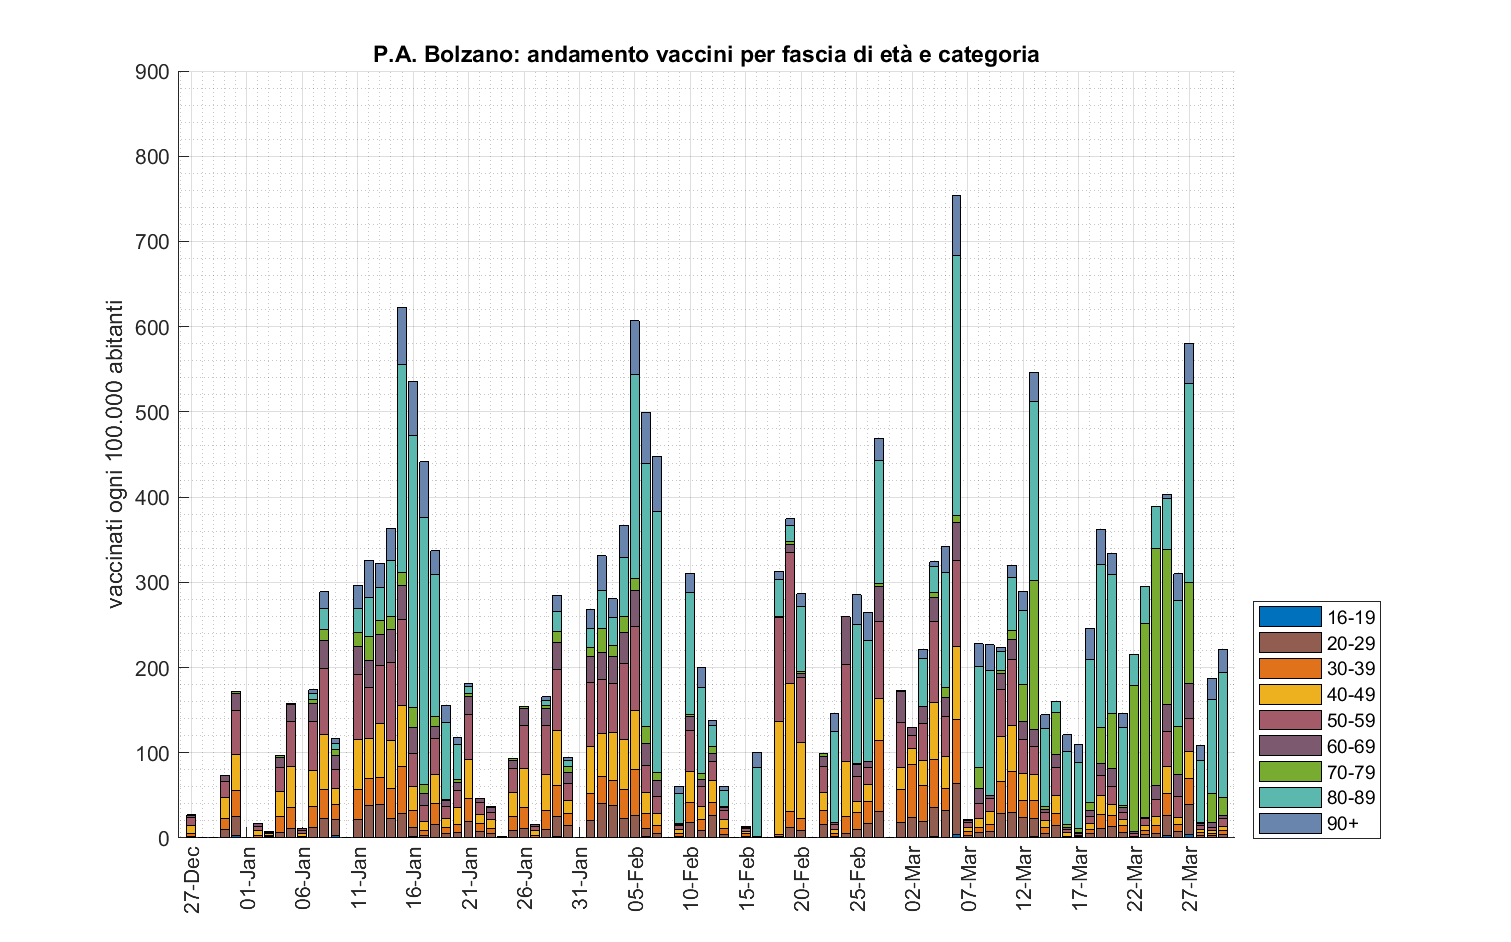 P.A. Bolzano: andamento vaccini per fascia di età e categoria
vaccinati ogni 100.000 abitanti
900
800
700
600
500
400
300
200
100
0
27-Dec
01-Jan
06-Jan
11-Jan
16-Jan
21-Jan
26-Jan
31-Jan
05-Feb
10-Feb
15-Feb
20-Feb
25-Feb
02-Mar
07-Mar
12-Mar
17-Mar
22-Mar
27-Mar
16-19
20-29
30-39
40-49
50-59
60-69
70-79
80-89
90+